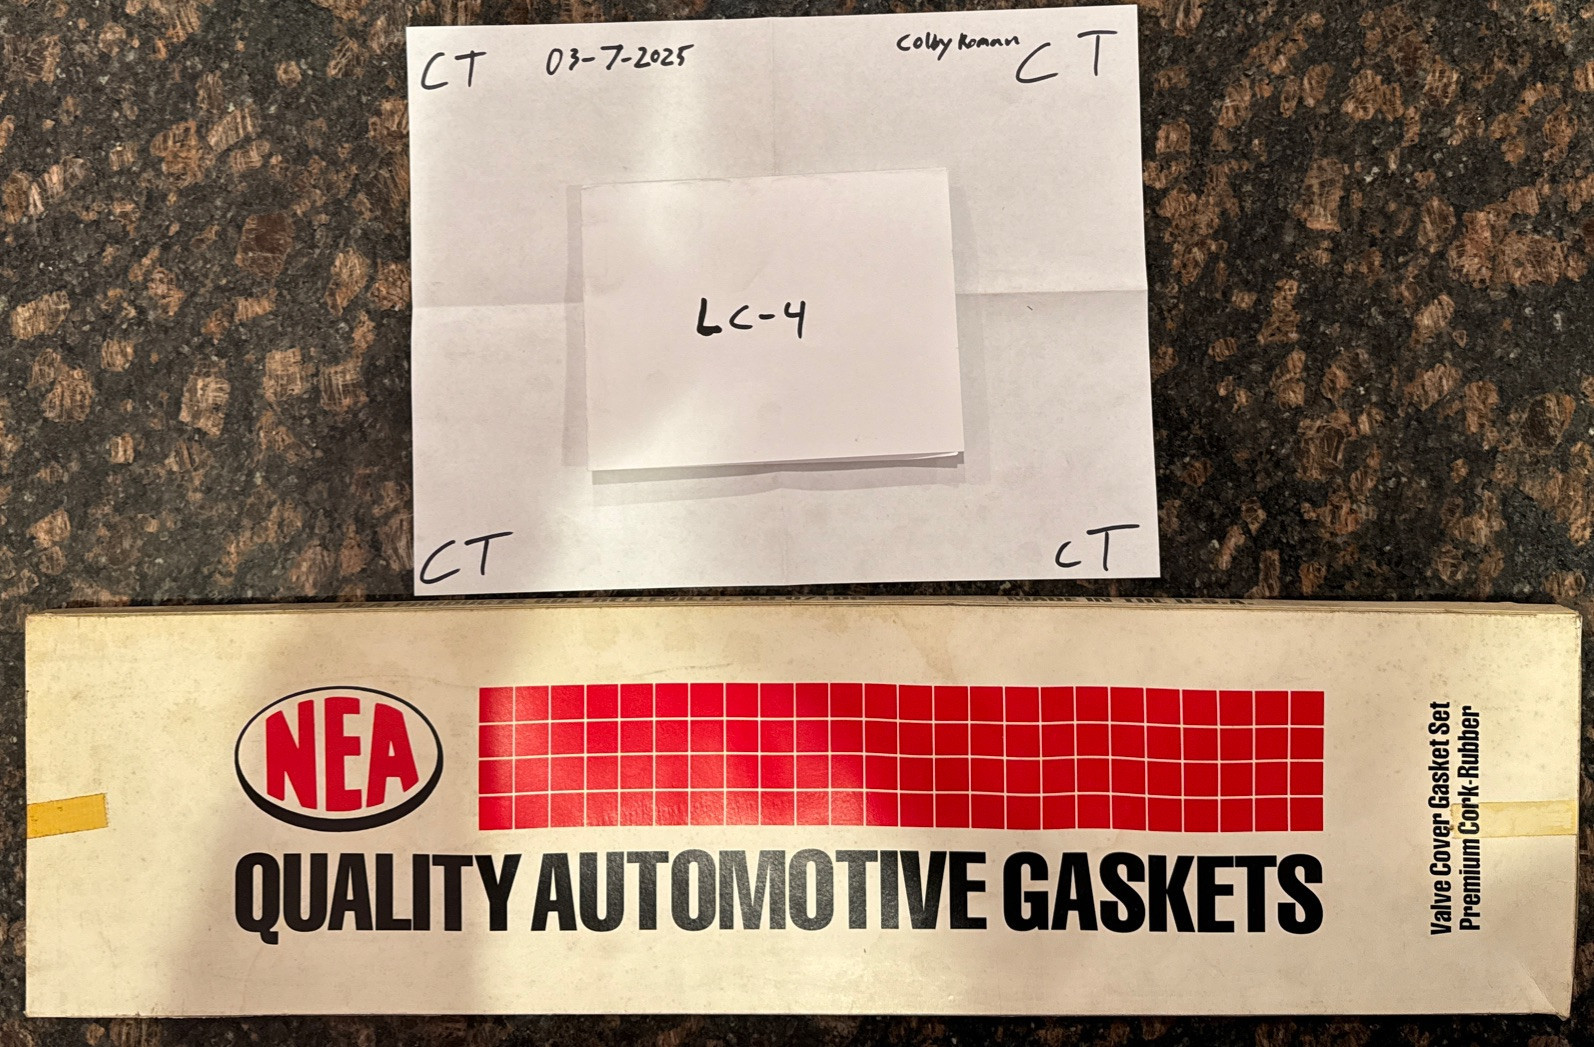 CT 03-7-2025 Colby Roman CT
LC-4
CT CT
NEA
QUALITY AUTOMOTIVE GASKETS
Valve Cover Gasket Set
Premium Cork-Rubber